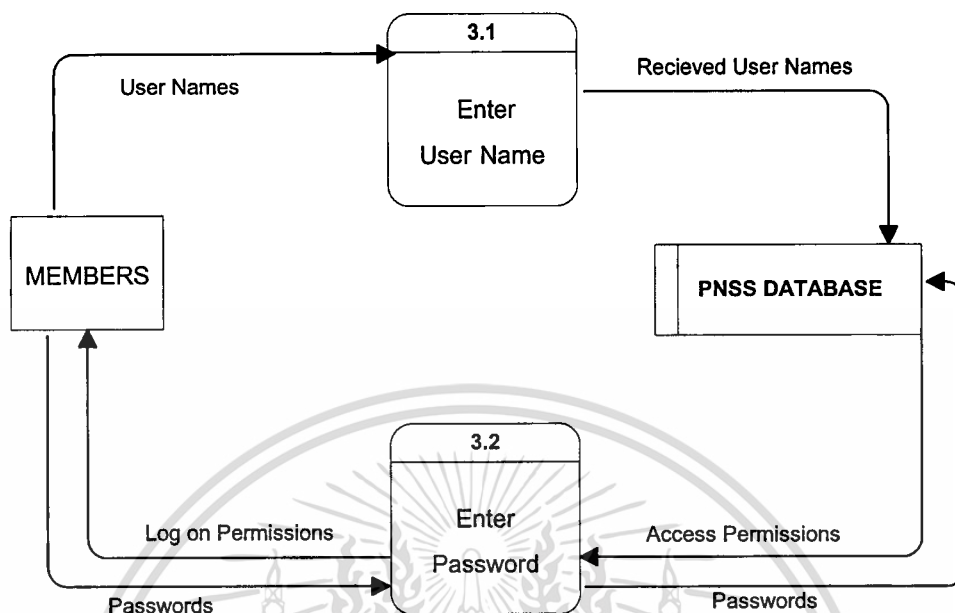 3.1
User Names
Recieved User Names
Enter
User Name
MEMBERS
PNSS DATABASE
3.2
Log on Permissions
Enter
Password
Access Permissions
Passwords
Passwords